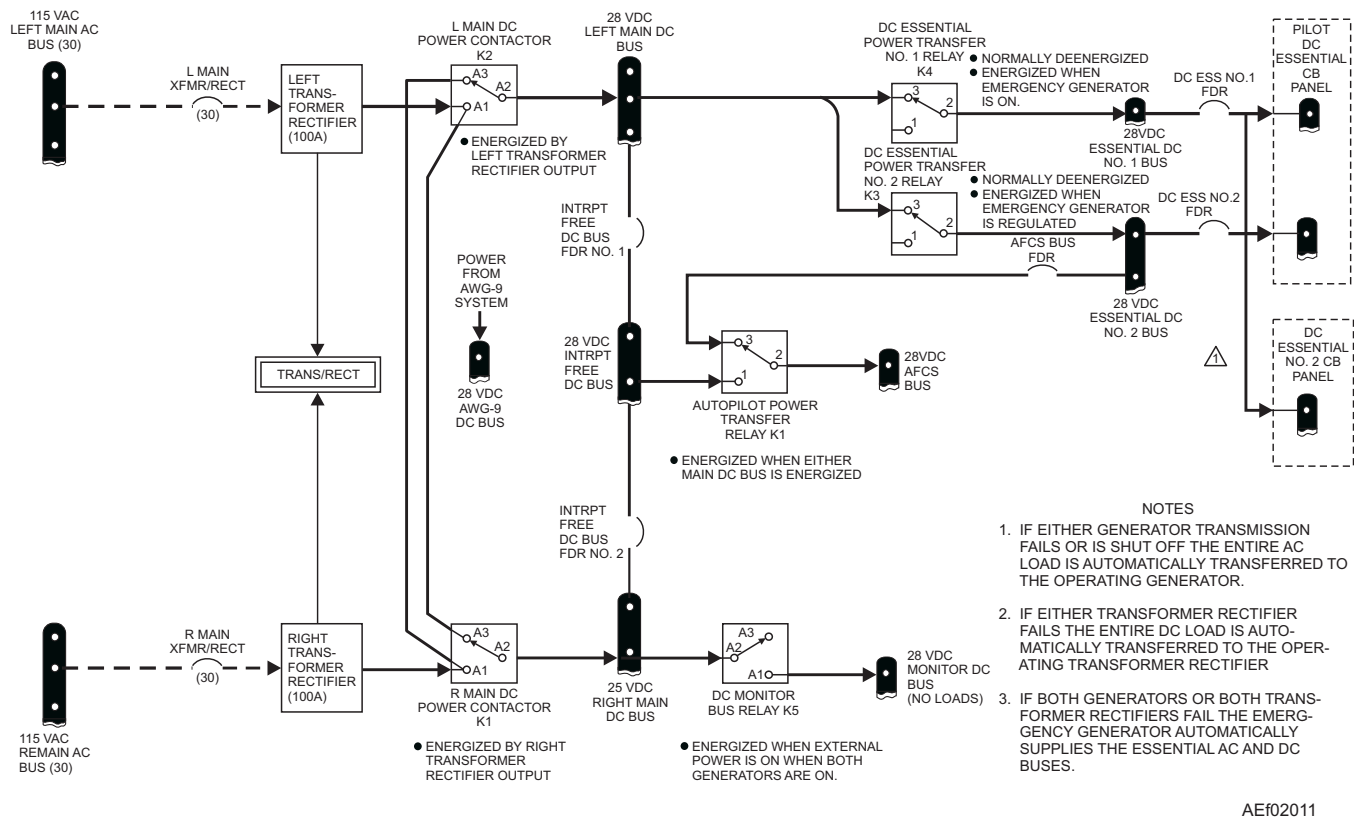 115 VAC
LEFT MAIN AC
BUS (30)
L MAIN
XFMR/RECT
(30)
LEFT
TRANS-
FORMER
RECTIFIER
(100A)
L MAIN DC
POWER CONTACTOR
K2
A3
A2
A1
● ENERGIZED BY
LEFT TRANSFORMER
RECTIFIER OUTPUT
28 VDC
LEFT MAIN DC
BUS
DC ESSENTIAL
POWER TRANSFER
NO. 1 RELAY
K4
3
2
1
● NORMALLY DEENERGIZED
● ENERGIZED WHEN
EMERGENCY GENERATOR
IS ON.
28VDC
ESSENTIAL DC
NO. 1 BUS
DC ESS NO.1
FDR
PILOT
DC
ESSENTIAL
CB
PANEL
DC ESSENTIAL
POWER TRANSFER
NO. 2 RELAY
K3
3
2
1
● NORMALLY DEENERGIZED
● ENERGIZED WHEN
EMERGENCY GENERATOR
IS REGULATED
AFCS BUS
FDR
DC ESS NO.2
FDR
28 VDC
ESSENTIAL DC
NO. 2 BUS
1
DC
ESSENTIAL
NO. 2 CB
PANEL
INTRPT
FREE
DC BUS
FDR NO. 1
POWER
FROM
AWG-9
SYSTEM
28 VDC
AWG-9
DC BUS
TRANS/RECT
28 VDC
INTRPT
FREE
DC BUS
3
2
1
AUTOPILOT POWER
TRANSFER
RELAY K1
● ENERGIZED WHEN EITHER
MAIN DC BUS IS ENERGIZED
28VDC
AFCS
BUS
INTRPT
FREE
DC BUS
FDR NO. 2
115 VAC
REMAIN AC
BUS (30)
R MAIN
XFMR/RECT
(30)
RIGHT
TRANS-
FORMER
RECTIFIER
(100A)
A3
A2
A1
R MAIN DC
POWER CONTACTOR
K1
● ENERGIZED BY RIGHT
TRANSFORMER
RECTIFIER OUTPUT
25 VDC
RIGHT MAIN
DC BUS
A3
A2
A1
DC MONITOR
BUS RELAY K5
● ENERGIZED WHEN EXTERNAL
POWER IS ON WHEN BOTH
GENERATORS ARE ON.
28 VDC
MONITOR DC
BUS
(NO LOADS)
NOTES
1. IF EITHER GENERATOR TRANSMISSION
FAILS OR IS SHUT OFF THE ENTIRE AC
LOAD IS AUTOMATICALLY TRANSFERRED TO
THE OPERATING GENERATOR.
2. IF EITHER TRANSFORMER RECTIFIER
FAILS THE ENTIRE DC LOAD IS AUTO-
MATICALLY TRANSFERRED TO THE OPER-
ATING TRANSFORMER RECTIFIER
3. IF BOTH GENERATORS OR BOTH TRANS-
FORMER RECTIFIERS FAIL THE EMERG-
GENCY GENERATOR AUTOMATICALLY
SUPPLIES THE ESSENTIAL AC AND DC
BUSES.
AEf02011